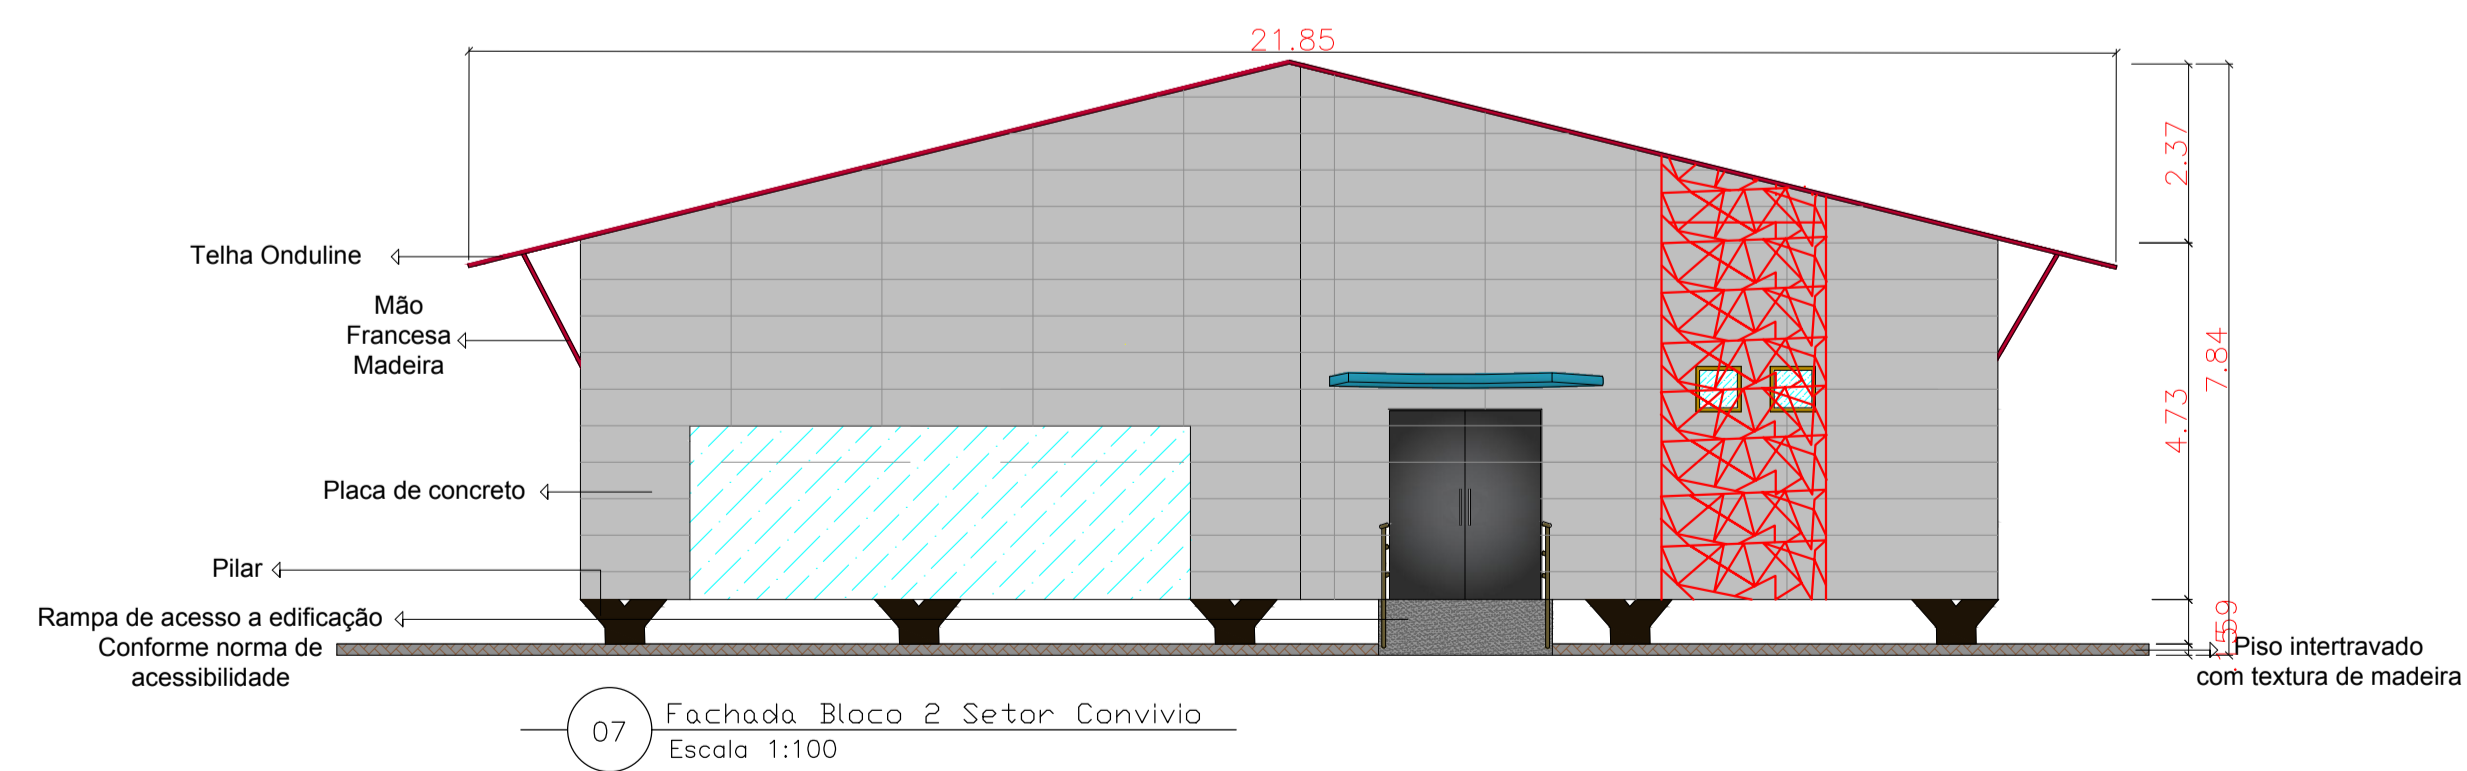 21.85
2.37
7.84
4.73
.59
.15
Telha Onduline
Mão
Francesa
Madeira
Placa de concreto
Pilar
Rampa de acesso a edificação
Conforme norma de
acessibilidade
Piso intertravado
com textura de madeira
07
Fachada Bloco 2 Setor Convivio
Escala 1:100